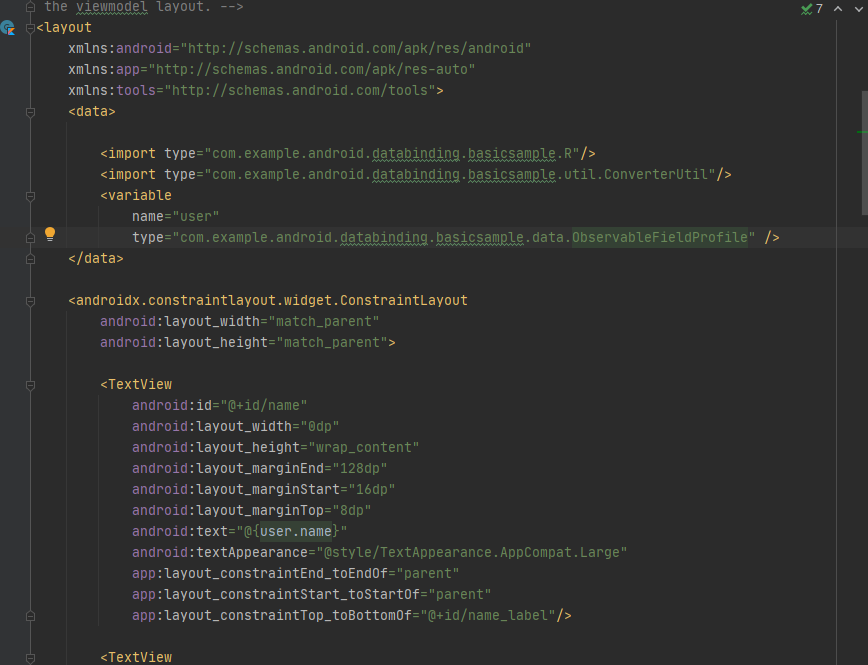 the viewmodel layout. -->
7
<layout
xmlns:android="http://schemas.android.com/apk/res/android"
xmlns:app="http://schemas.android.com/apk/res-auto"
xmlns:tools="http://schemas.android.com/tools">
<data>
<import type="com.example.android.databinding.basicsample.R"/>
<import type="com.example.android.databinding.basicsample.util.ConverterUtil"/>
<variable
name="user"
type="com.example.android.databinding.basicsample.data.ObservableFieldProfile" />
</data>
<androidx.constraintlayout.widget.ConstraintLayout
android:layout_width="match_parent"
android:layout_height="match_parent">
<TextView
android:id="@+id/name"
android:layout_width="0dp"
android:layout_height="wrap_content"
android:layout_marginEnd="128dp"
android:layout_marginStart="16dp"
android:layout_marginTop="8dp"
android:text="@{user.name}"
android:textAppearance="@style/TextAppearance.AppCompat.Large"
app:layout_constraintEnd_toEndOf="parent"
app:layout_constraintStart_toStartOf="parent"
app:layout_constraintTop_toBottomOf="@+id/name_label"/>
<TextView